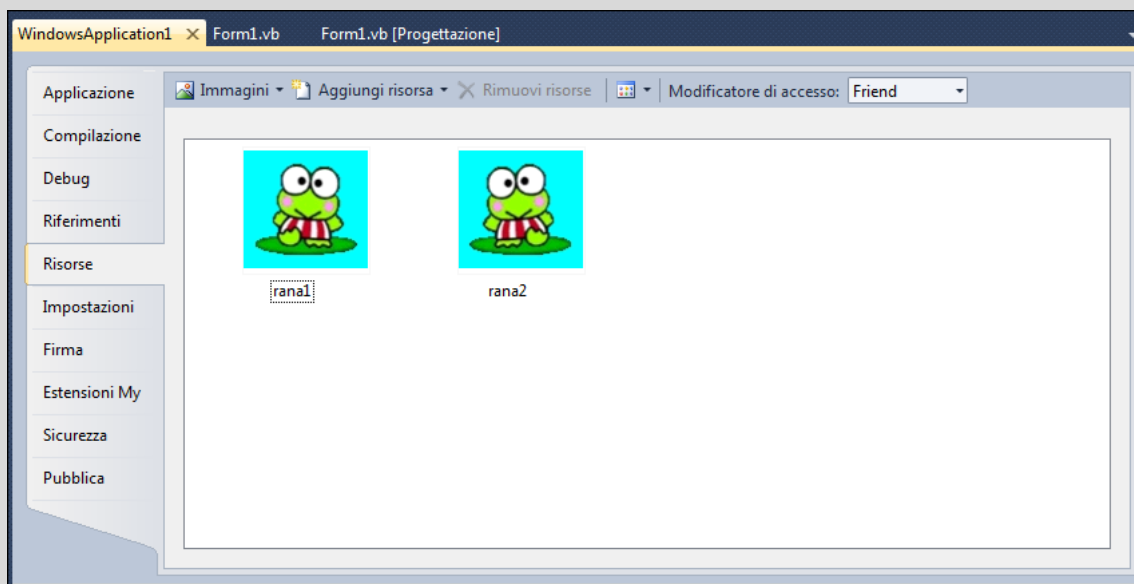 WindowsApplication1 Form1.vb Form1.vb [Progettazione]
Applicazione
Immagini Aggiungi risorsa Rimuovi risorse Modificatore di accesso: Friend
Compilazione
Debug
Riferimenti
Risorse
Impostazioni
Firma
Estensioni My
Sicurezza
Pubblica
rana1 rana2